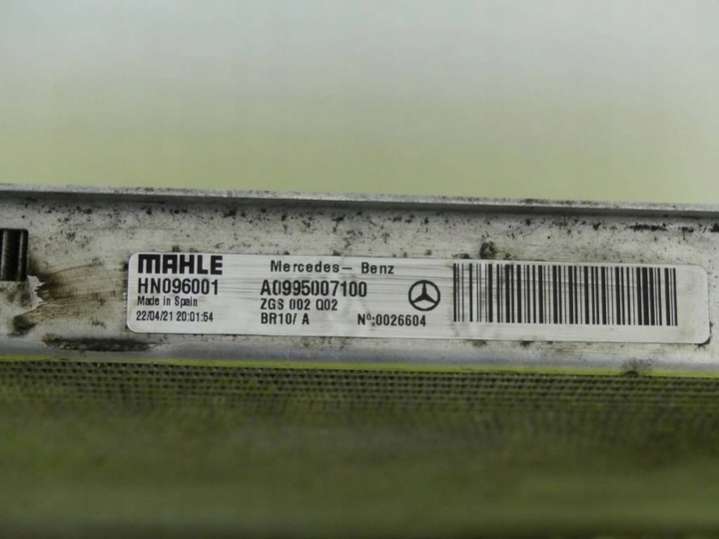 MAHLE
HN096001
Made in Spain
22/04/21 20:01:54
Mercedes-Benz
A0995007100
ZGS 002 Q02
BR10/ A Nº:0026604